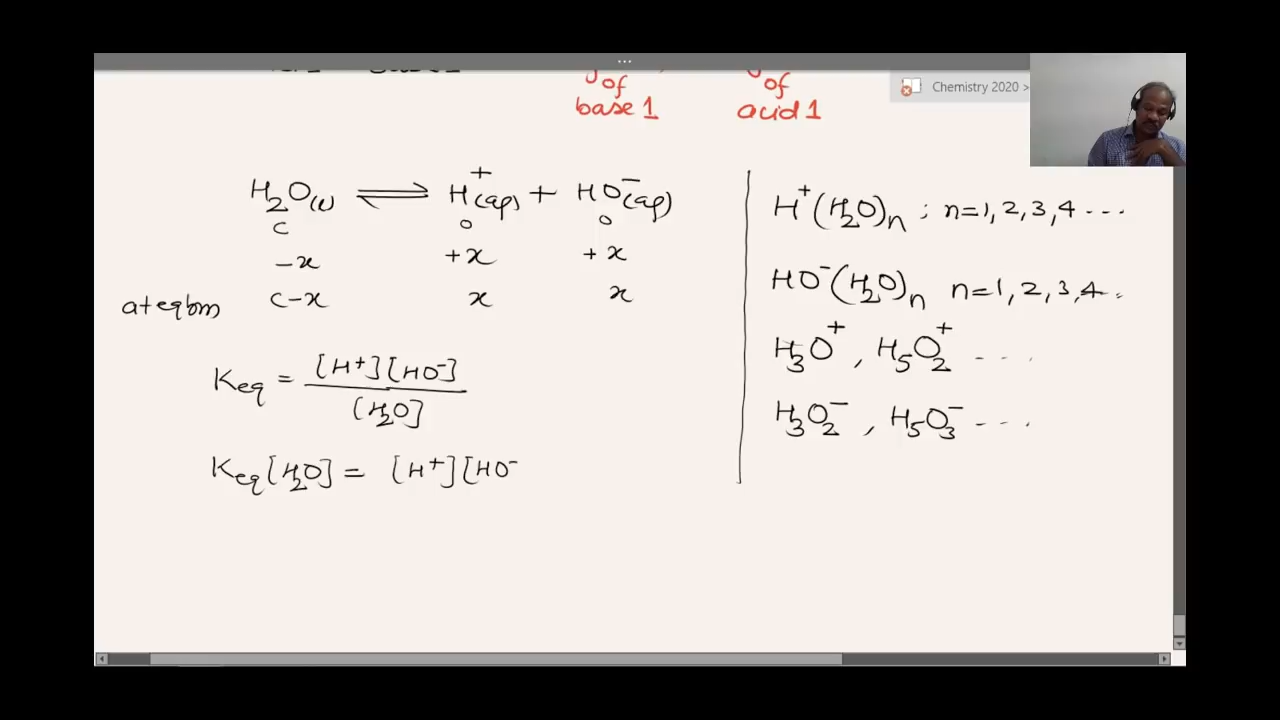 of of
base 1 acid 1
Chemistry 2020 >
H₂O(l) ⇌ H⁺(aq) + HO⁻(aq)
C 0 0
-x +x +x
at eqbm C-x x x
Keq = [H⁺][HO⁻] / [H₂O]
Keq[H₂O] = [H⁺][HO⁻
H⁺(H₂O)n ; n=1,2,3,4 ---
HO⁻(H₂O)n n=1,2,3,4-.
H₃O⁺, H₅O₂⁺ ----
H₃O₂⁻, H₅O₃⁻ ----